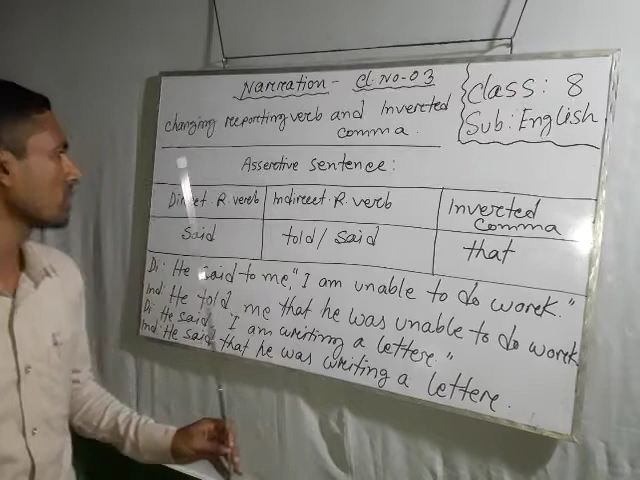 Narration - Cl. No-03
Class: 8
Sub: English
changing reporting verb and Inverted
comma.
Assertive sentence:
Direct. R. verb Indirect. R. verb Inverted
comma
said told/said that
Di: He said to me, "I am unable to do work."
Ind: He told me that he was unable to do work
Di: He said "I am writing a letter."
Ind: He said that he was writing a letter.